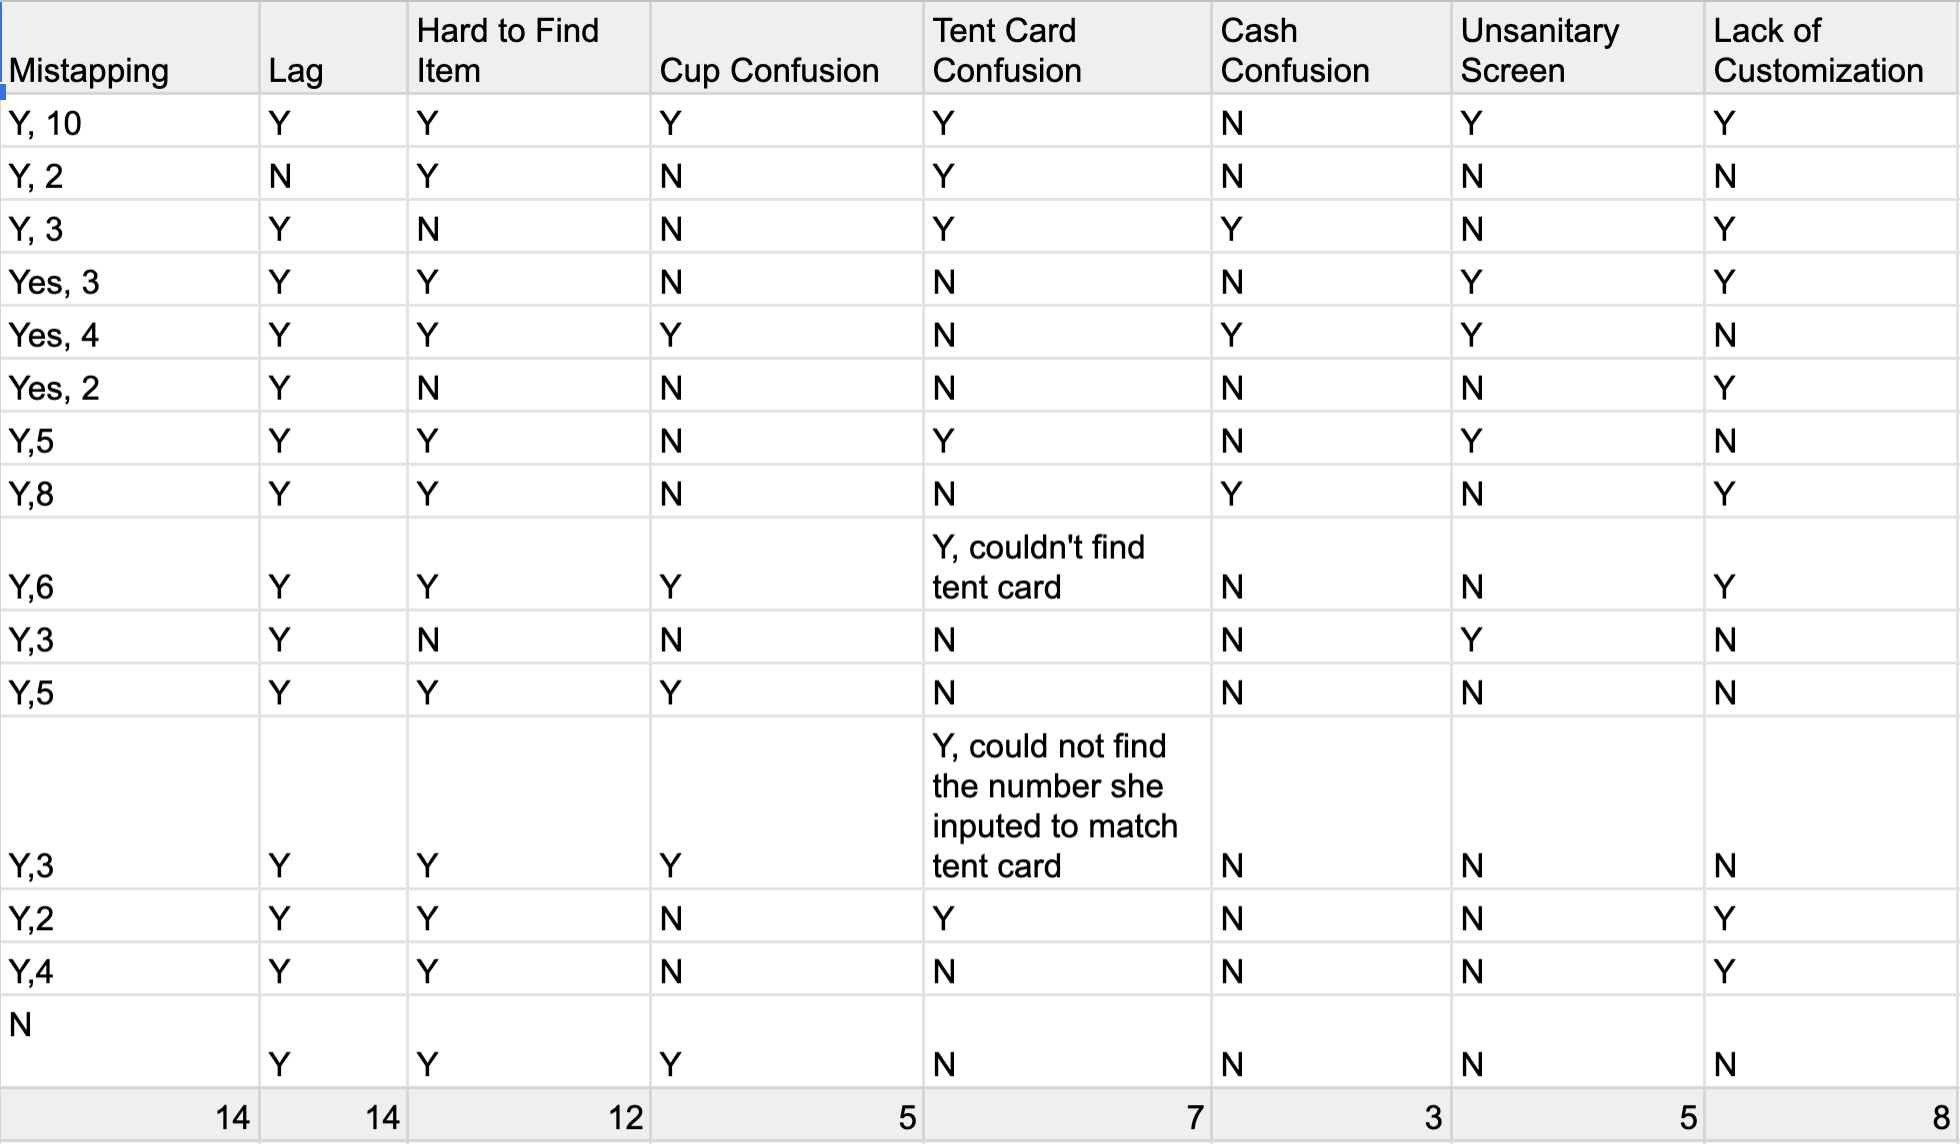 Mistapping Lag Hard to Find Item Cup Confusion Tent Card Confusion Cash Confusion Unsanitary Screen Lack of Customization
Y, 10 Y Y Y Y N Y Y
Y, 2 N Y N Y N N N
Y, 3 Y N N Y Y N Y
Yes, 3 Y Y N N N Y Y
Yes, 4 Y Y Y N Y Y N
Yes, 2 Y N N N N N Y
Y,5 Y Y N Y N Y N
Y,8 Y Y N N Y N Y
Y,6 Y Y Y Y, couldn't find tent card N N Y
Y,3 Y N N N N Y N
Y,5 Y Y Y N N N N
Y,3 Y Y Y Y, could not find the number she inputed to match tent card N N N
Y,2 Y Y N Y N N Y
Y,4 Y Y N N N N Y
N Y Y Y N N N N
14 14 12 5 7 3 5 8